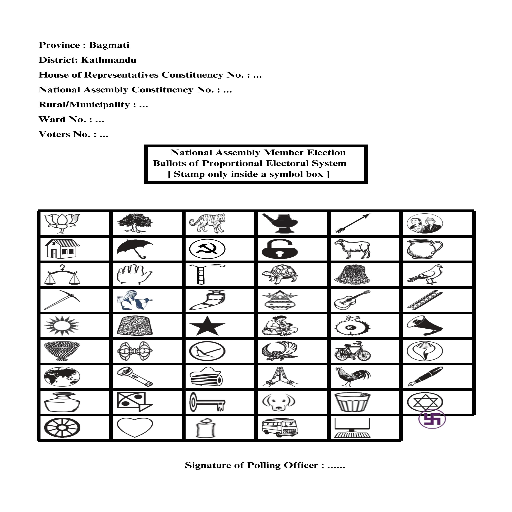 Province : Bagmati
District: Kathmandu
House of Representatives Constituency No. : ...
National Assembly Constituency No. : ...
Rural/Municipality : ...
Ward No. : ...
Voters No. : ...
National Assembly Member Election
Ballots of Proportional Electoral System
[ Stamp only inside a symbol box ]
Signature of Polling Officer : ......